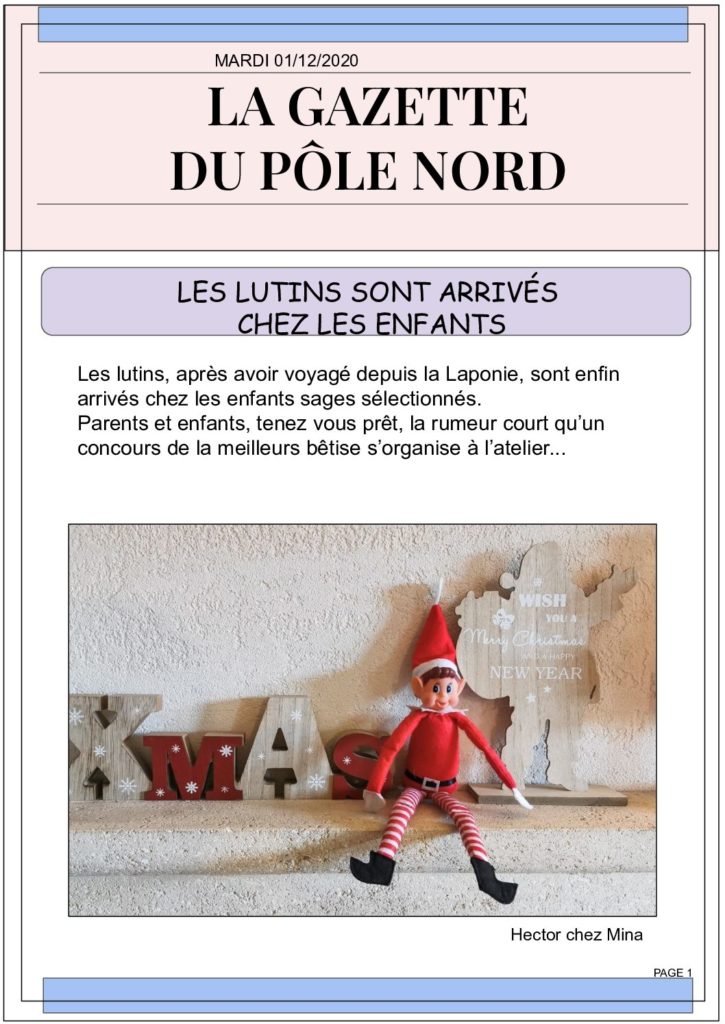 MARDI 01/12/2020
LA GAZETTE
DU PÔLE NORD
LES LUTINS SONT ARRIVÉS
CHEZ LES ENFANTS
Les lutins, après avoir voyagé depuis la Laponie, sont enfin
arrivés chez les enfants sages sélectionnés.
Parents et enfants, tenez vous prêt, la rumeur court qu’un
concours de la meilleurs bêtise s’organise à l’atelier...
WISH
YOU A
Merry Christmas
AND A HAPPY
NEW YEAR
XMAS
Hector chez Mina
PAGE 1